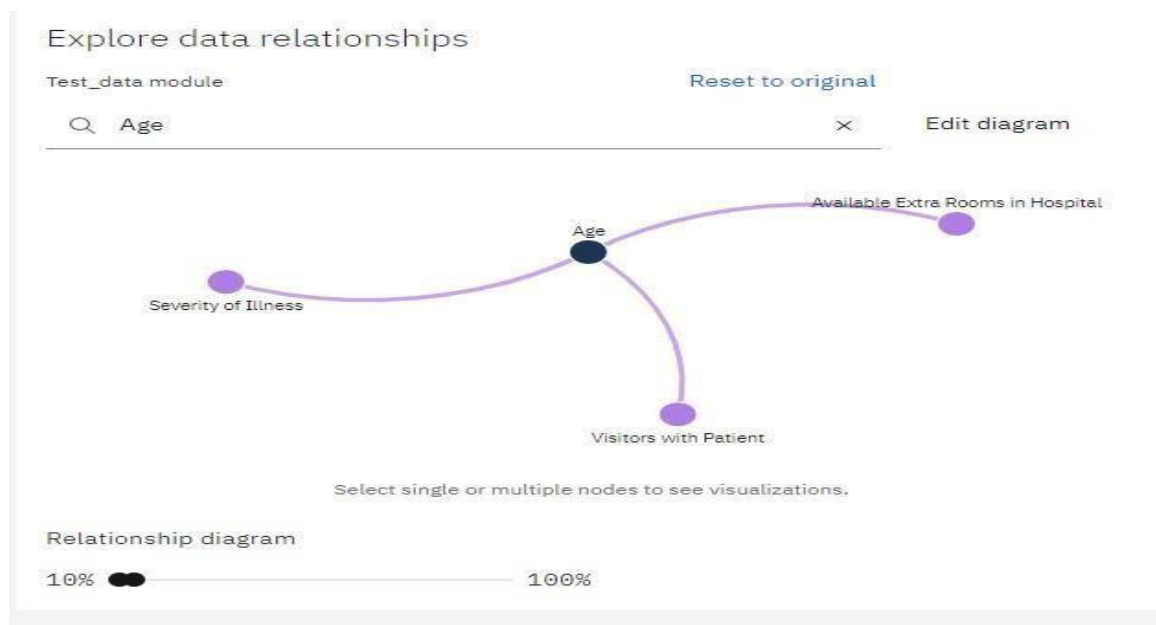 Explore data relationships
Test_data module
Reset to original
Age
Edit diagram
Available Extra Rooms in Hospital
Age
Severity of Illness
Visitors with Patient
Select single or multiple nodes to see visualizations.
Relationship diagram
10% 100%